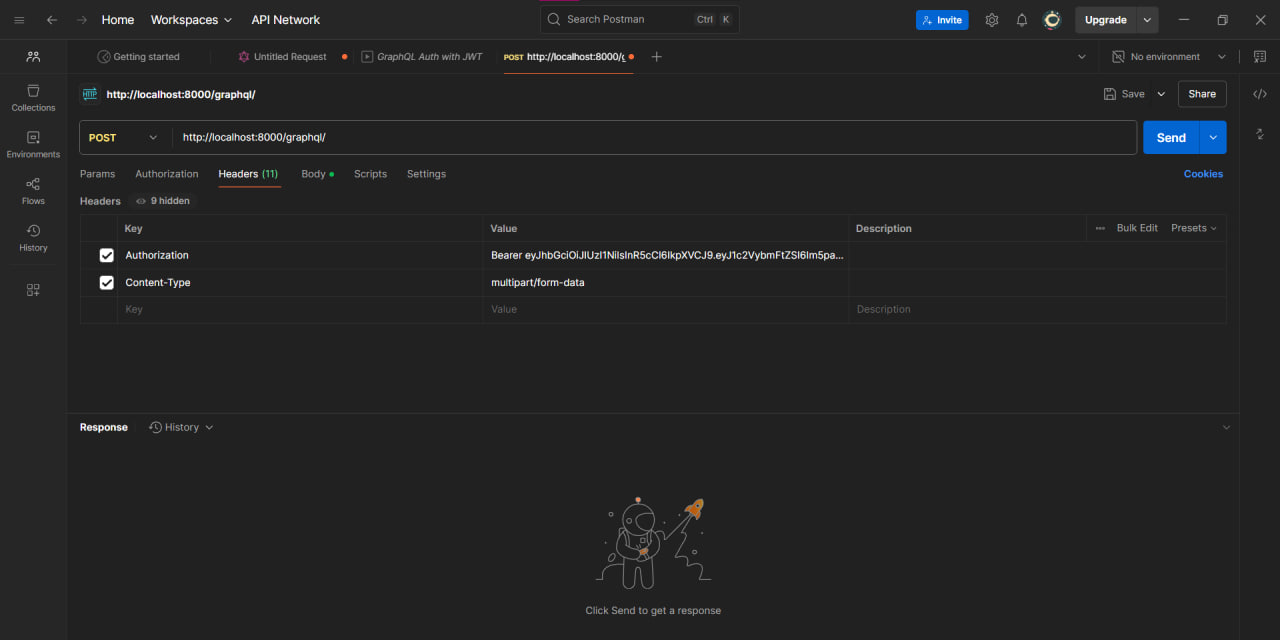 Home Workspaces API Network Search Postman Ctrl K Invite Upgrade
Getting started Untitled Request GraphQL Auth with JWT POST http://localhost:8000/g No environment
HTTP http://localhost:8000/graphql/ Save Share
Collections
Environments
Flows
History
POST http://localhost:8000/graphql/ Send
Params Authorization Headers (11) Body Scripts Settings Cookies
Headers 9 hidden
Key Value Description Bulk Edit Presets
Authorization Bearer eyJhbGciOiJIUzI1NiIsInR5cCI6IkpXVCJ9.eyJ1c2VybmFtZSI6Im5pa...
Content-Type multipart/form-data
Key Value Description
Response History
Click Send to get a response